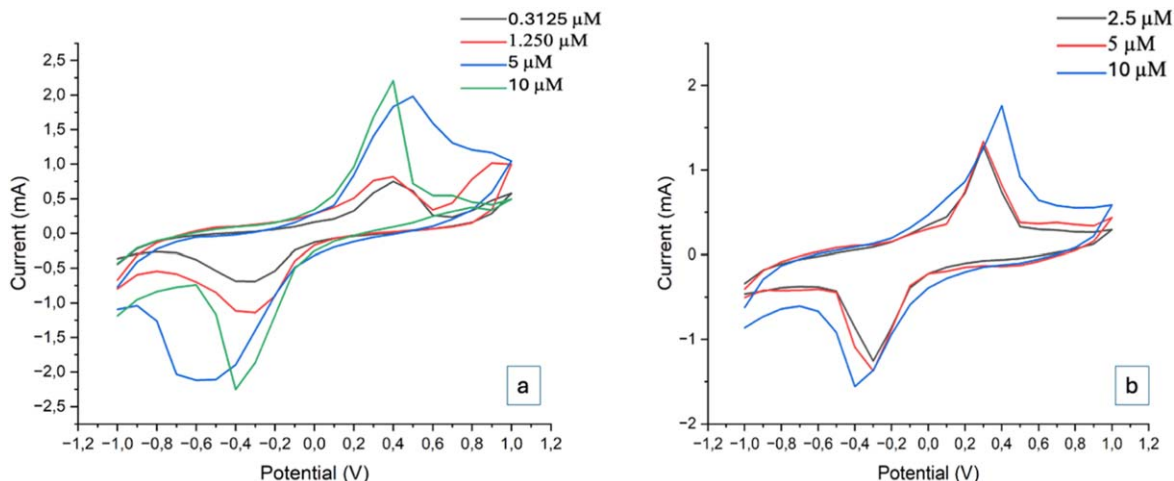 0.3125 μM
1.250 μM
5 μM
10 μM
2,5
2,0
1,5
1,0
0,5
0,0
−0,5
−1,0
−1,5
−2,0
−2,5
Current (mA)
−1,2 −1,0 −0,8 −0,6 −0,4 −0,2 0,0 0,2 0,4 0,6 0,8 1,0 1,2
Potential (V)
a
2.5 μM
5 μM
10 μM
2
1
0
−1
−2
Current (mA)
−1,2 −1,0 −0,8 −0,6 −0,4 −0,2 0,0 0,2 0,4 0,6 0,8 1,0 1,2
Potential (V)
b